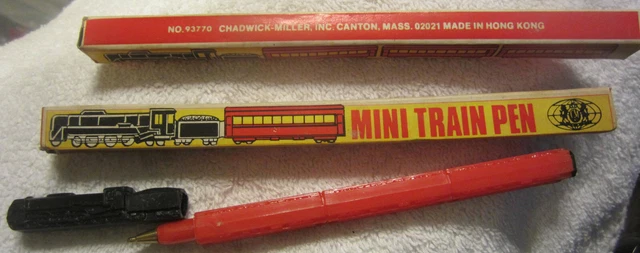 NO. 93770 CHADWICK-MILLER, INC. CANTON, MASS. 02021 MADE IN HONG KONG
MINI TRAIN PEN